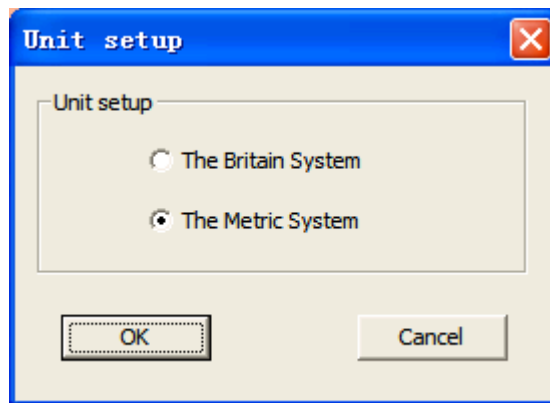 Unit setup
Unit setup
The Britain System
The Metric System
OK
Cancel